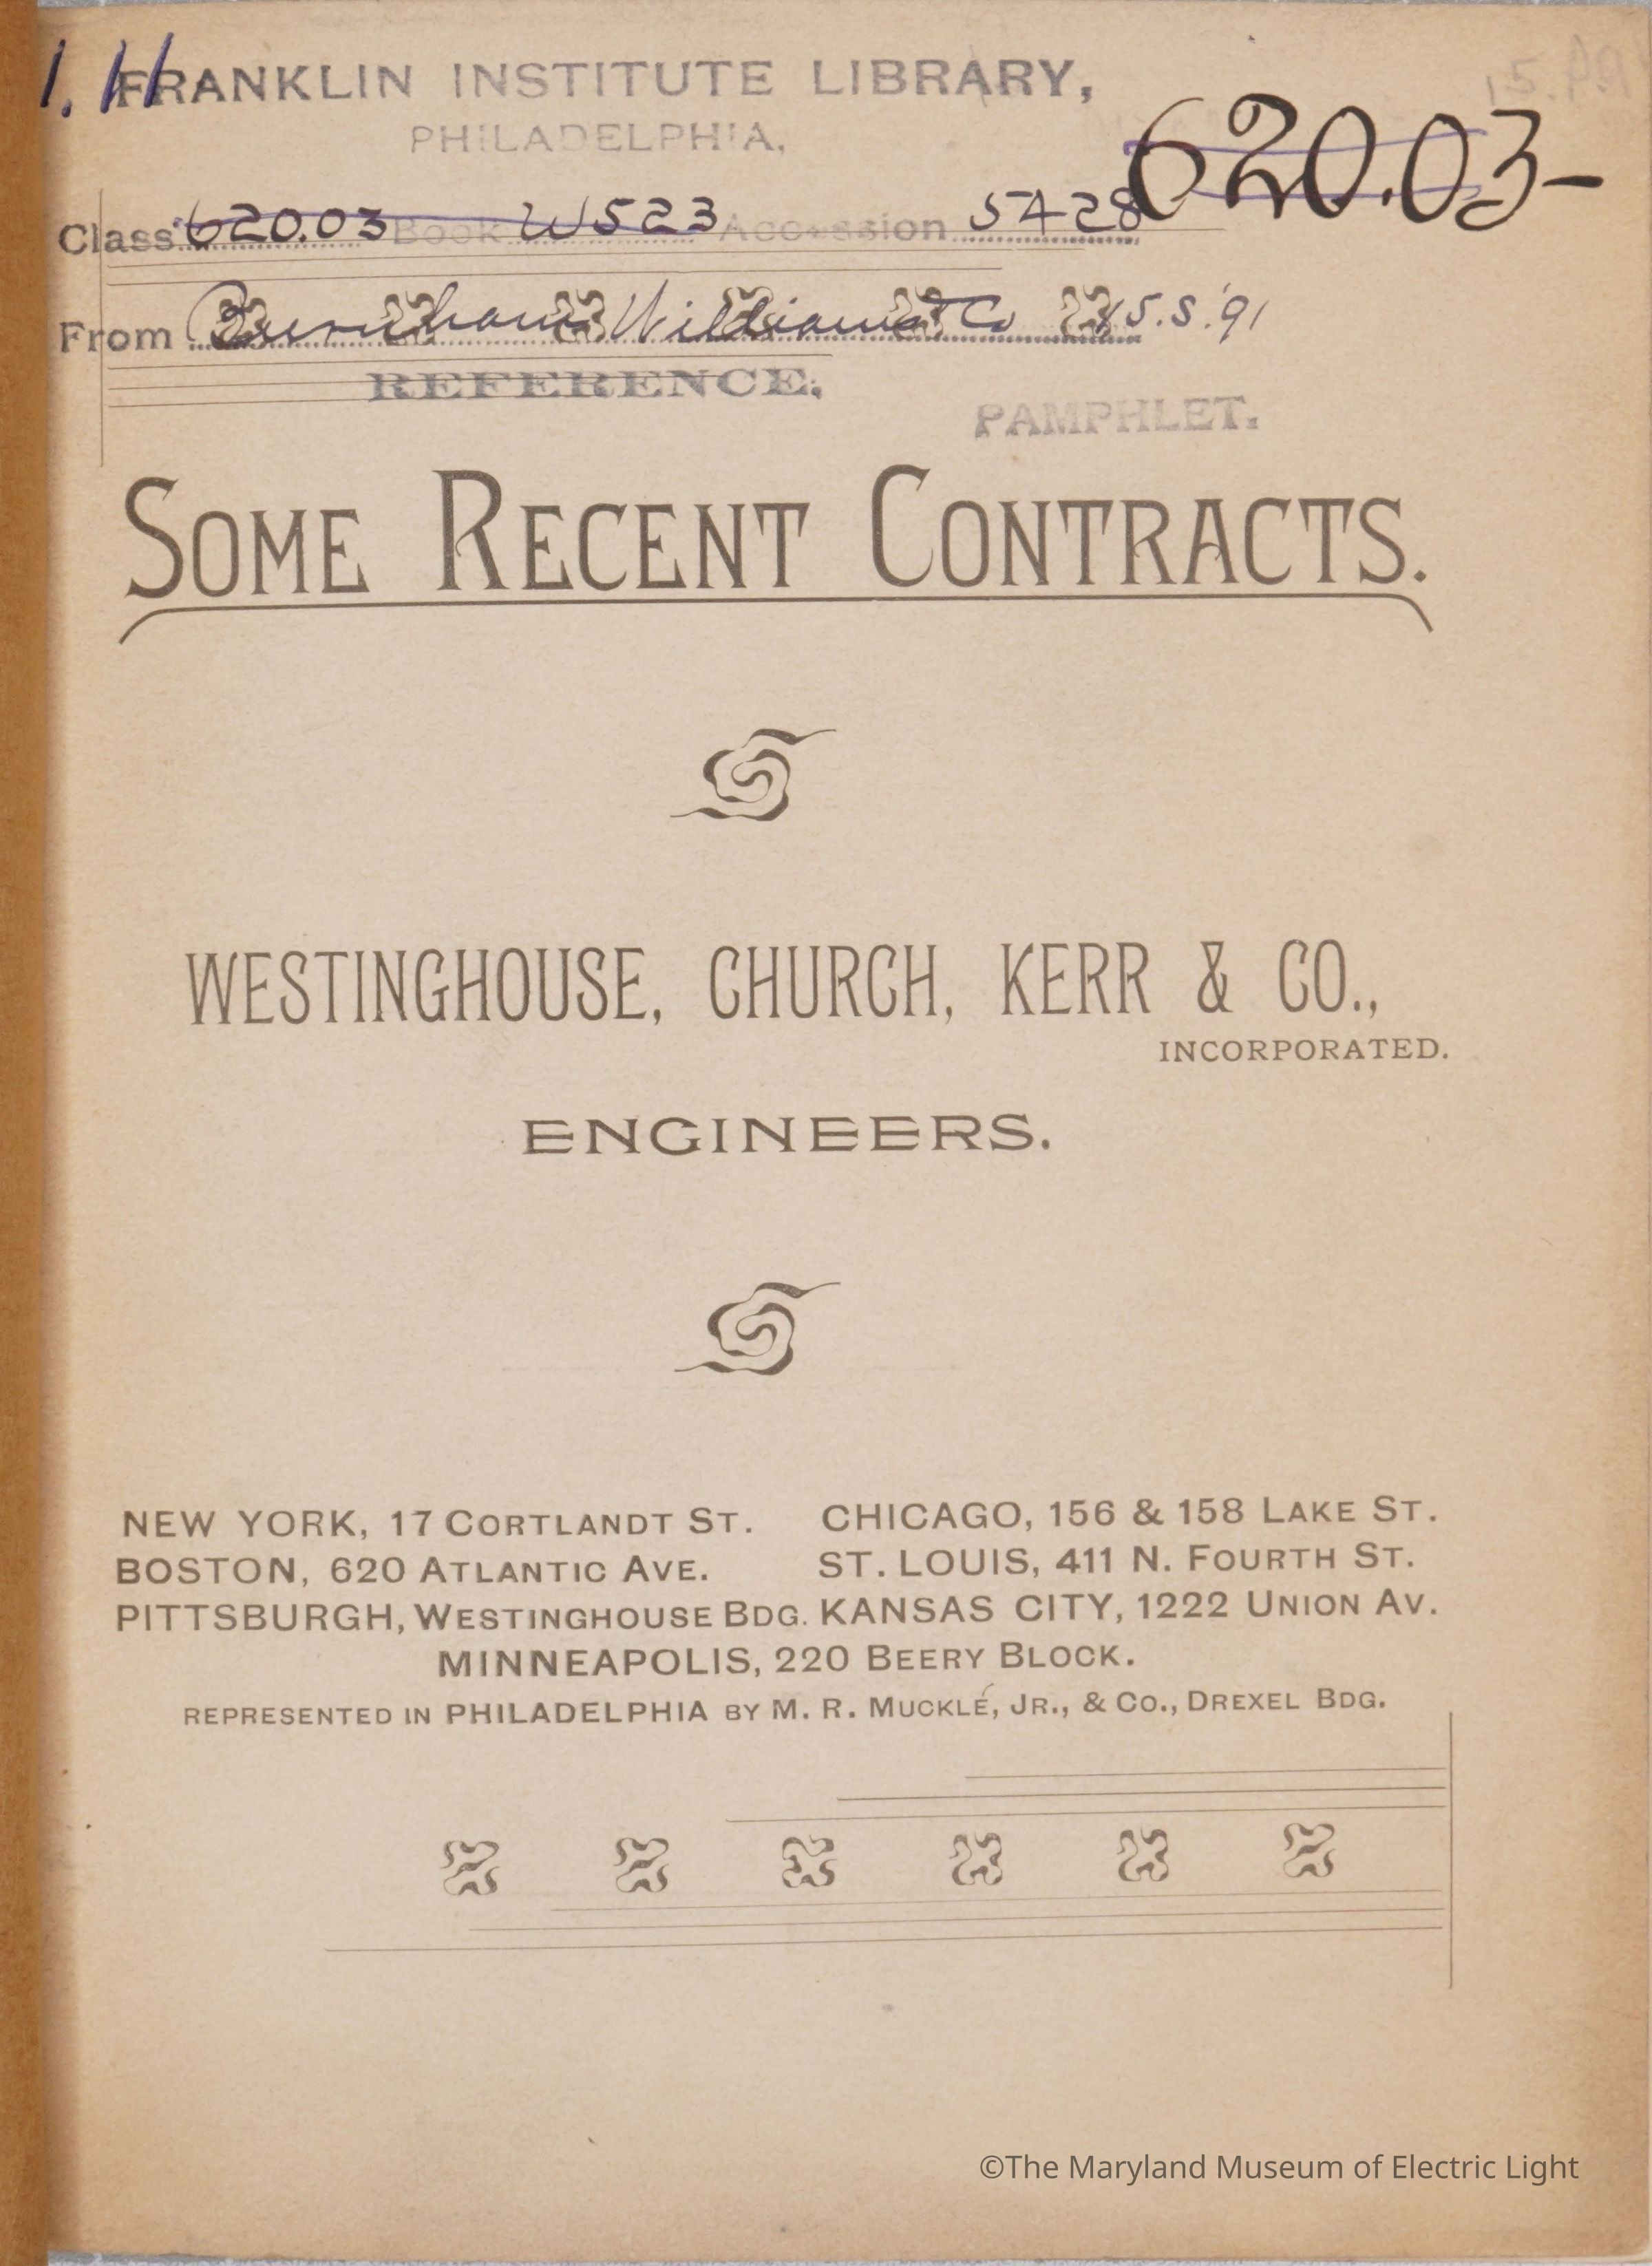 1. 11
FRANKLIN INSTITUTE LIBRARY,
PHILADELPHIA,
620.03-
Class 620.03 Book W523 Accession 5428
From Burnham Williams & Co 5.8.'91
REFERENCE.
PAMPHLET.
SOME RECENT CONTRACTS.
WESTINGHOUSE, CHURCH, KERR & CO.,
INCORPORATED.
ENGINEERS.
NEW YORK, 17 CORTLANDT ST. CHICAGO, 156 & 158 LAKE ST.
BOSTON, 620 ATLANTIC AVE. ST. LOUIS, 411 N. FOURTH ST.
PITTSBURGH, WESTINGHOUSE BDG. KANSAS CITY, 1222 UNION AV.
MINNEAPOLIS, 220 BEERY BLOCK.
REPRESENTED IN PHILADELPHIA BY M. R. MUCKLÉ, JR., & CO., DREXEL BDG.
©The Maryland Museum of Electric Light